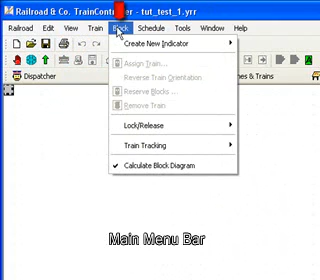 Railroad & Co. TrainController - tut_test_1.yrr
Railroad Edit View Train Block Schedule Tools Window Help
Create New Indicator
Assign Train...
Reverse Train Orientation
Reserve Blocks ...
Remove Train
Lock/Release
Train Tracking
Calculate Block Diagram
Dispatcher
& Trains
Main Menu Bar